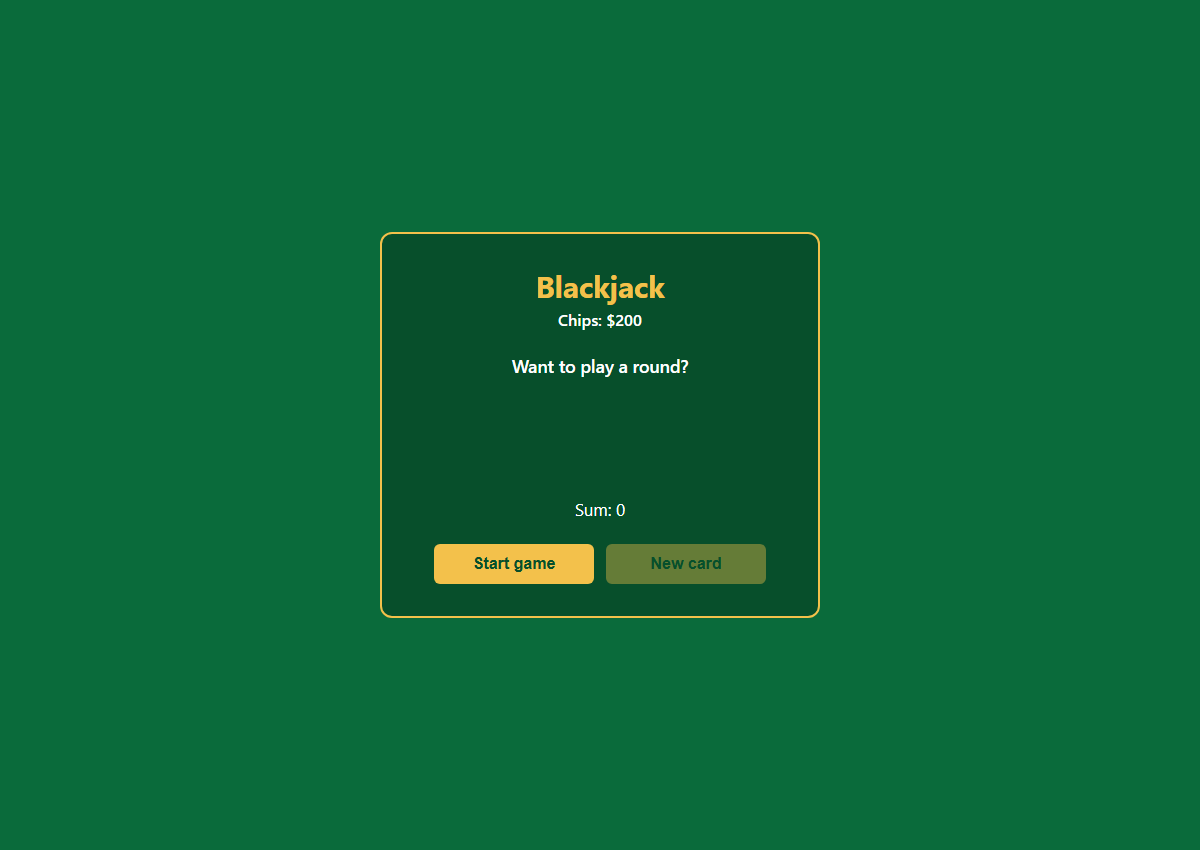 Blackjack
Chips: $200
Want to play a round?
Sum: 0
Start game
New card